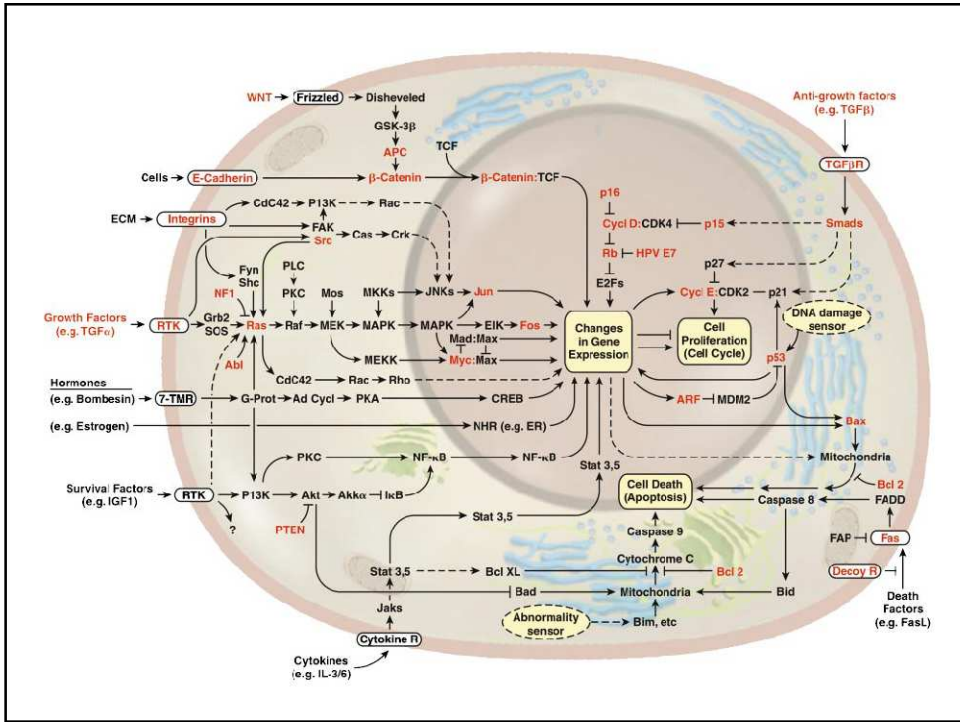 WNT Frizzled Disheveled
GSK-3β
APC
TCF
Cells E-Cadherin β-Catenin β-Catenin:TCF
Anti-growth factors
(e.g. TGFβ)
TGFβR
Smads
ECM Integrins
CdC42 P13K Rac
FAK
Src Cas Crk
p16
Cycl D:CDK4 p15
Rb HPV E7
E2Fs
p27
Cycl E:CDK2 p21
Fyn
Shc
NF1
PLC
PKC
Mos
MKKs JNKs Jun
Growth Factors
(e.g. TGFα)
RTK
Grb2
SOS
Ras Raf MEK MAPK MAPK ElK Fos
Mad:Max
MEKK Myc:Max
Abl
CdC42 Rac Rho
Changes
in Gene
Expression
Cell
Proliferation
(Cell Cycle)
DNA damage
sensor
p53
ARF MDM2
Hormones
(e.g. Bombesin) 7-TMR G-Prot Ad Cycl PKA CREB
(e.g. Estrogen) NHR (e.g. ER)
Bax
Mitochondria
Bcl 2
PKC NF-κB NF-κB
Stat 3,5
Survival Factors
(e.g. IGF1)
RTK P13K Akt Akkα IκB
?
PTEN
Stat 3,5
Cell Death
(Apoptosis)
Caspase 8 FADD
Caspase 9
FAP Fas
Cytochrome C
Stat 3,5 Bcl XL Bcl 2
Decoy R
Bad Mitochondria Bid
Death
Factors
(e.g. FasL)
Jaks
Abnormality
sensor
Bim, etc
Cytokine R
Cytokines
(e.g. IL-3/6)